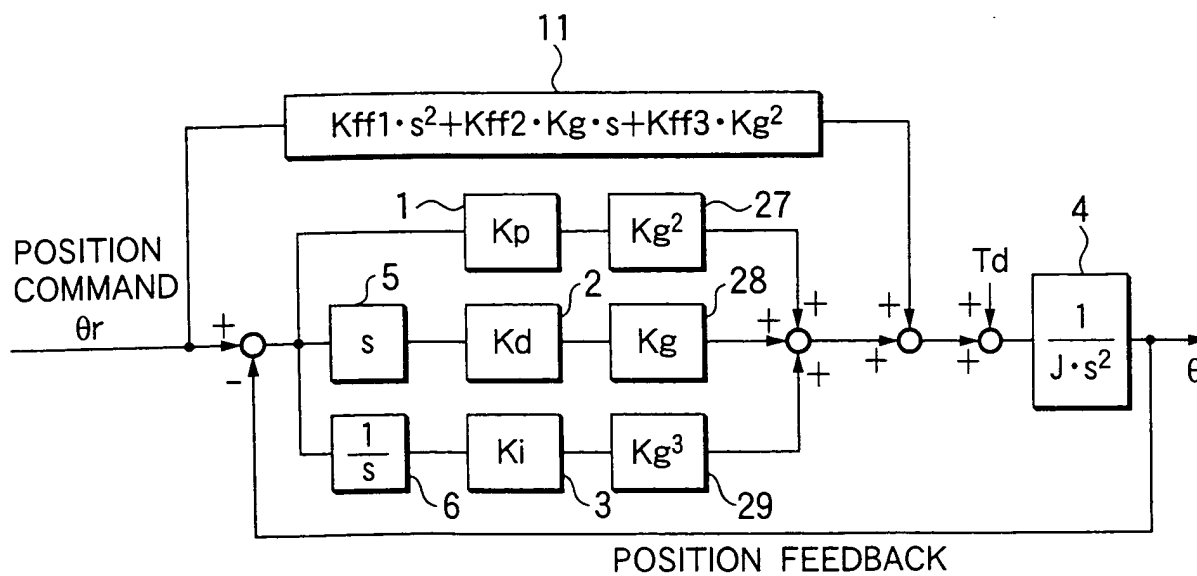 11
Kff1·s²+Kff2·Kg·s+Kff3·Kg²
1
27
Kp
Kg²
4
POSITION
COMMAND
θr
5
2
28
Td
s
Kd
Kg
1
J·s²
+
-
+
+
+
+
+
+
+
θ
1
s
Ki
Kg³
6
3
29
POSITION FEEDBACK